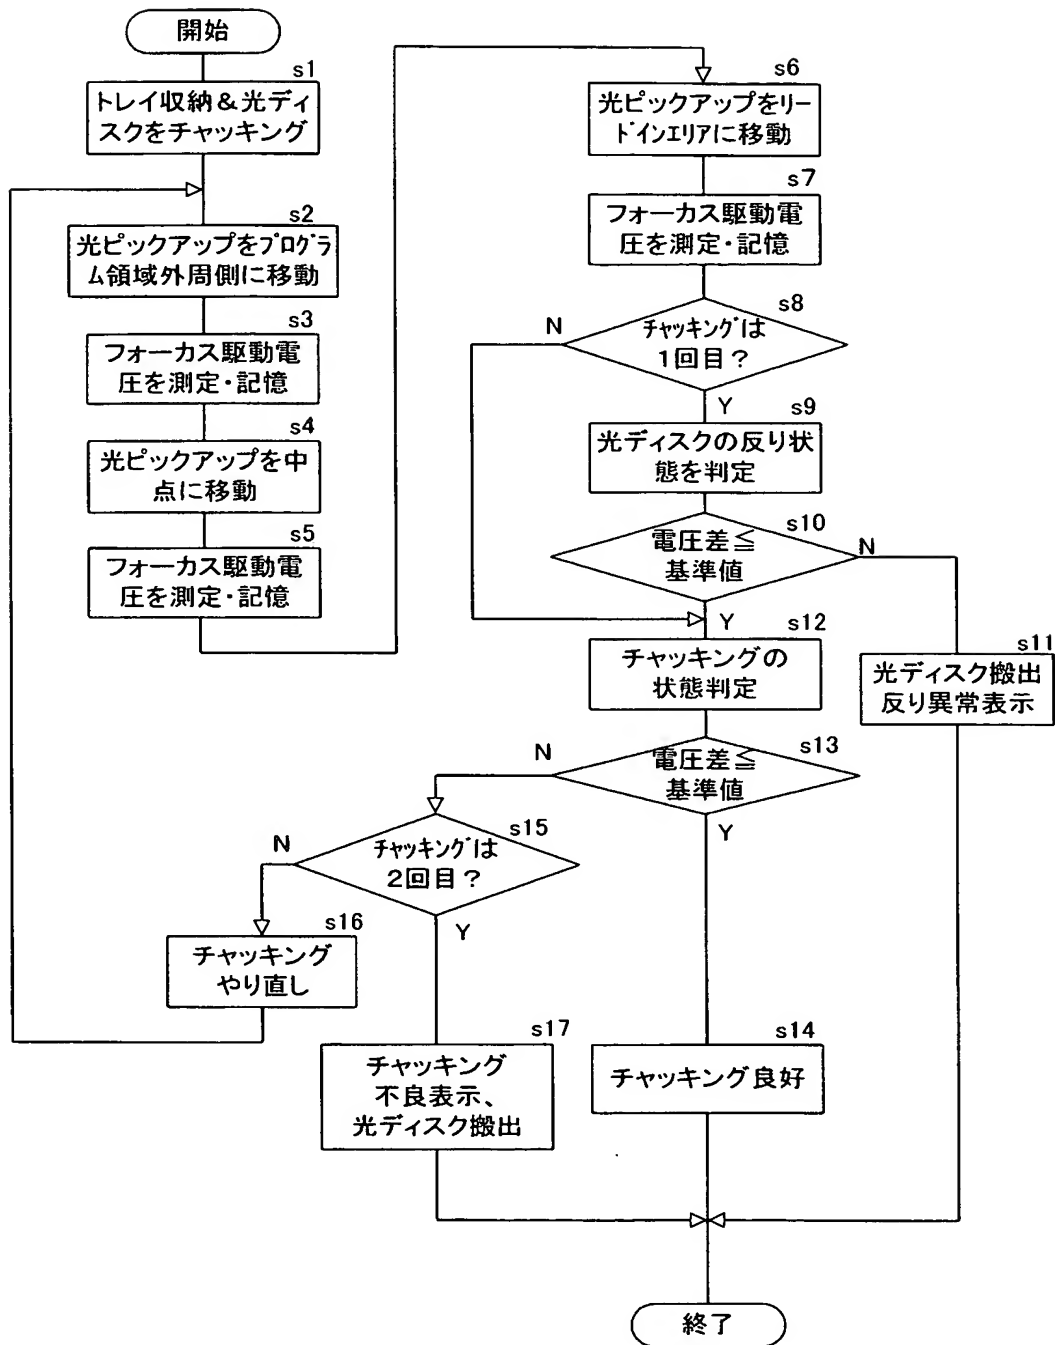 開始
s1
トレイ収納&光ディ
スクをチャッキング
s2
光ピックアップをプログラ
ム領域外周側に移動
s3
フォーカス駆動電
圧を測定・記憶
s4
光ピックアップを中
点に移動
s5
フォーカス駆動電
圧を測定・記憶
s6
光ピックアップをリー
ドインエリアに移動
s7
フォーカス駆動電
圧を測定・記憶
s8
チャッキングは
1回目?
N
Y
s9
光ディスクの反り状
態を判定
s10
電圧差≦
基準値
N
Y
s11
光ディスク搬出
反り異常表示
s12
チャッキングの
状態判定
s13
電圧差≦
基準値
N
Y
s15
チャッキングは
2回目?
N
Y
s16
チャッキング
やり直し
s17
チャッキング
不良表示、
光ディスク搬出
s14
チャッキング良好
終了